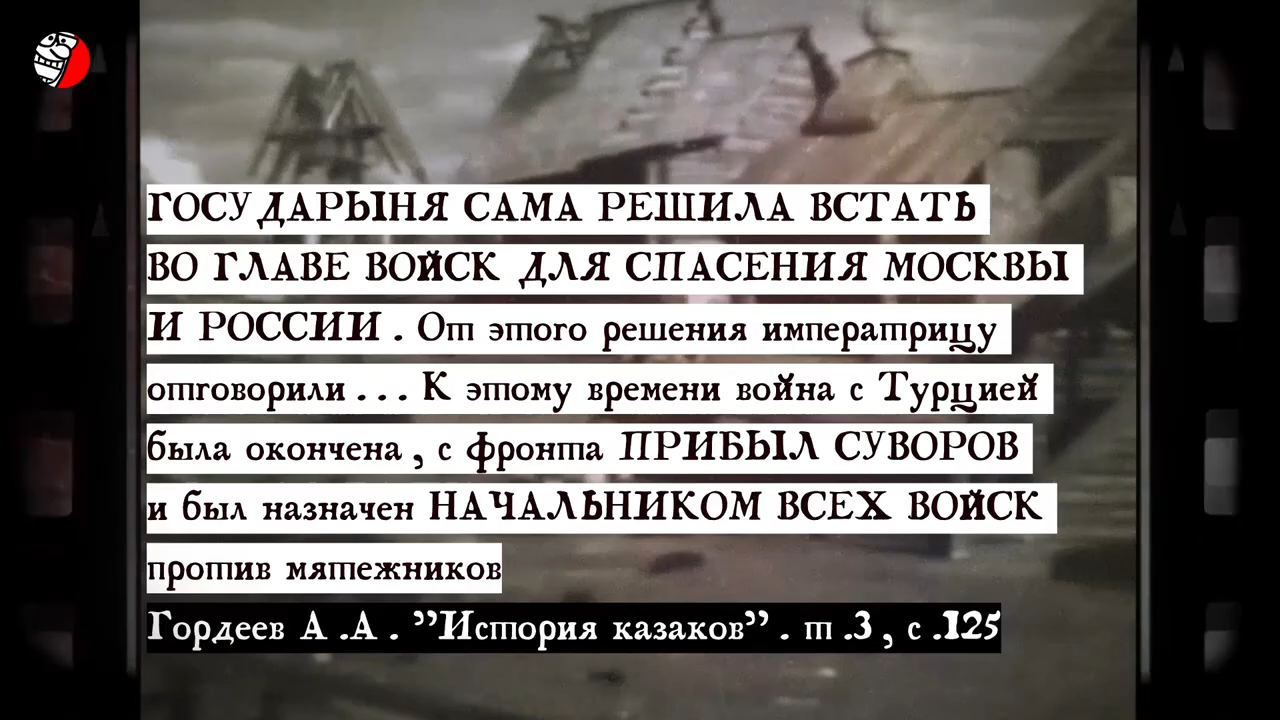 ГОСУДАРЫНЯ САМА РЕШИЛА ВСТАТЬ
ВО ГЛАВЕ ВОЙСК ДЛЯ СПАСЕНИЯ МОСКВЫ
И РОССИИ. От этого решения императрицу
отговорили... К этому времени война с Турцией
была окончена, с фронта ПРИБЫЛ СУВОРОВ
и был назначен НАЧАЛЬНИКОМ ВСЕХ ВОЙСК
против мятежников
Гордеев А.А. "История казаков". т.3, с.125